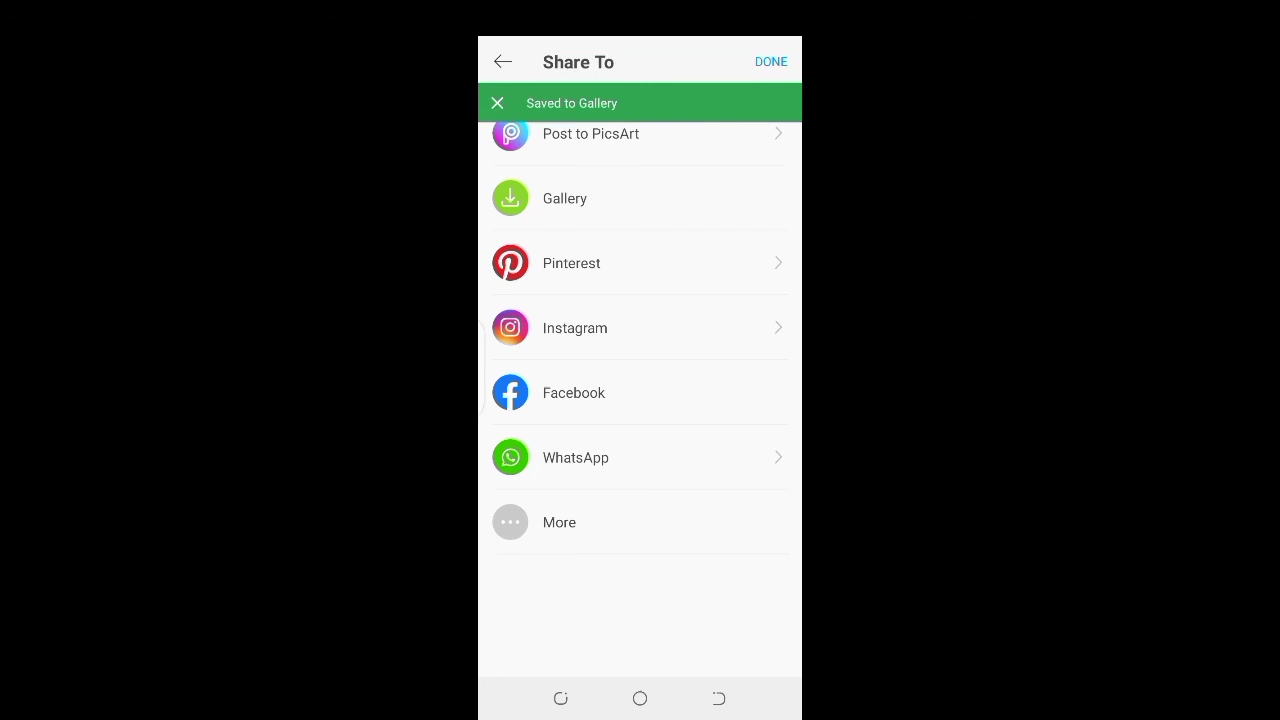 Share To
DONE
Saved to Gallery
Post to PicsArt
Gallery
Pinterest
Instagram
Facebook
WhatsApp
More